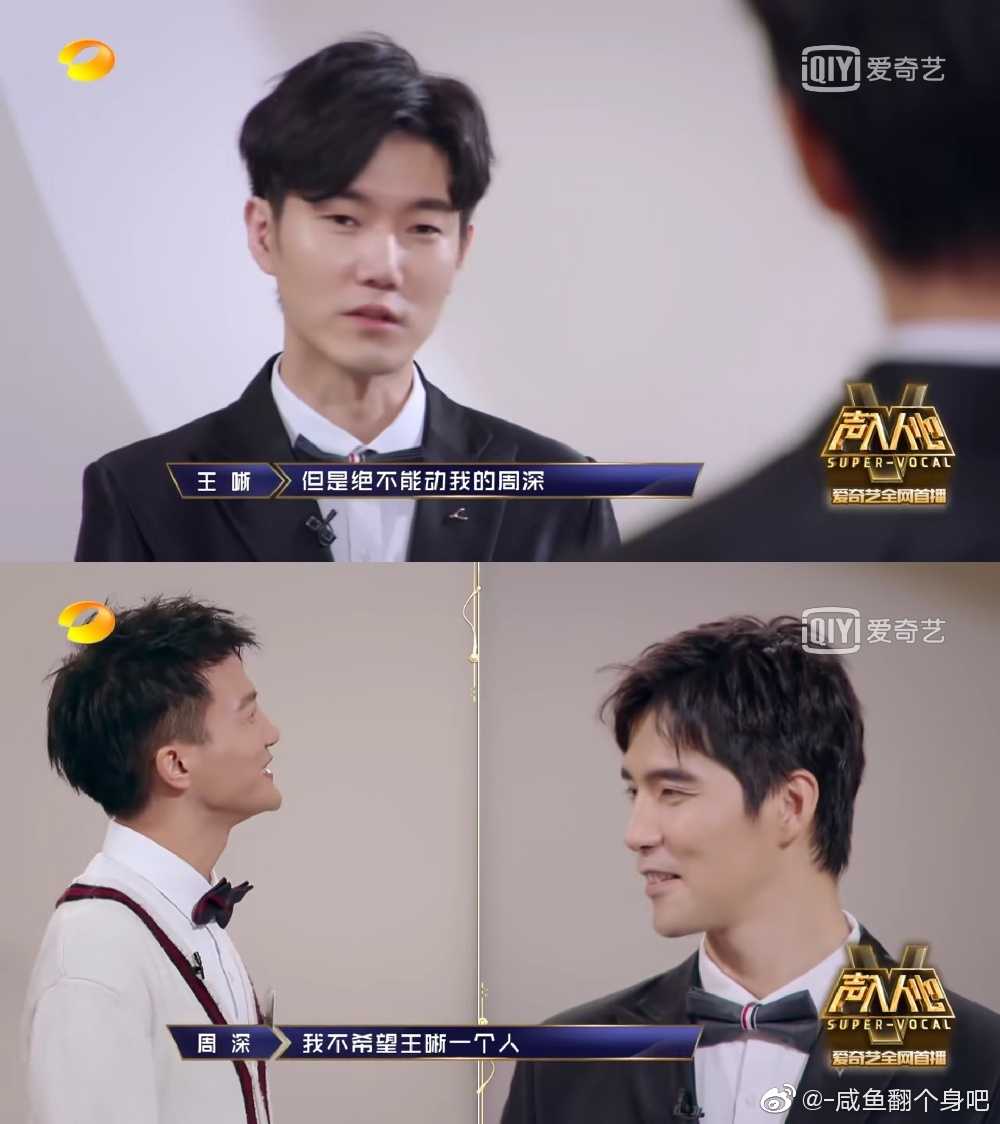 iQIYI 爱奇艺
声入人心
SUPER-VOCAL
王晰 但是绝不能动我的周深
爱奇艺全网首播
iQIYI 爱奇艺
声入人心
SUPER-VOCAL
周深 我不希望王晰一个人
爱奇艺全网首播
@-咸鱼翻个身吧